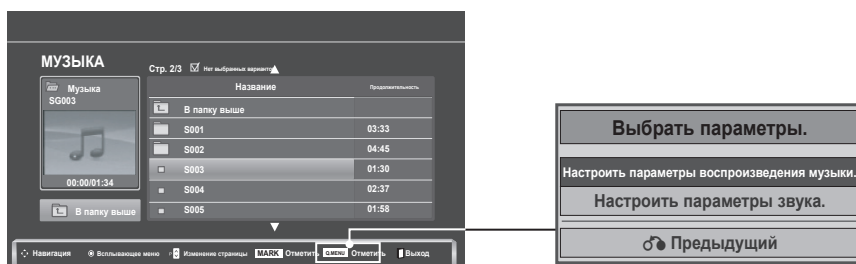 МУЗЫКА
Стр. 2/3 Нет выбранных вариантов
Музыка
SG003
00:00/01:34
В папку выше
Название Продолжительность
В папку выше
S001 03:33
S002 04:45
S003 01:30
S004 02:37
S005 01:58
Навигация Всплывающее меню P Изменение страницы MARK Отметить Q.MENU Отметить Выход
Выбрать параметры.
Настроить параметры воспроизведения музыки.
Настроить параметры звука.
Предыдущий